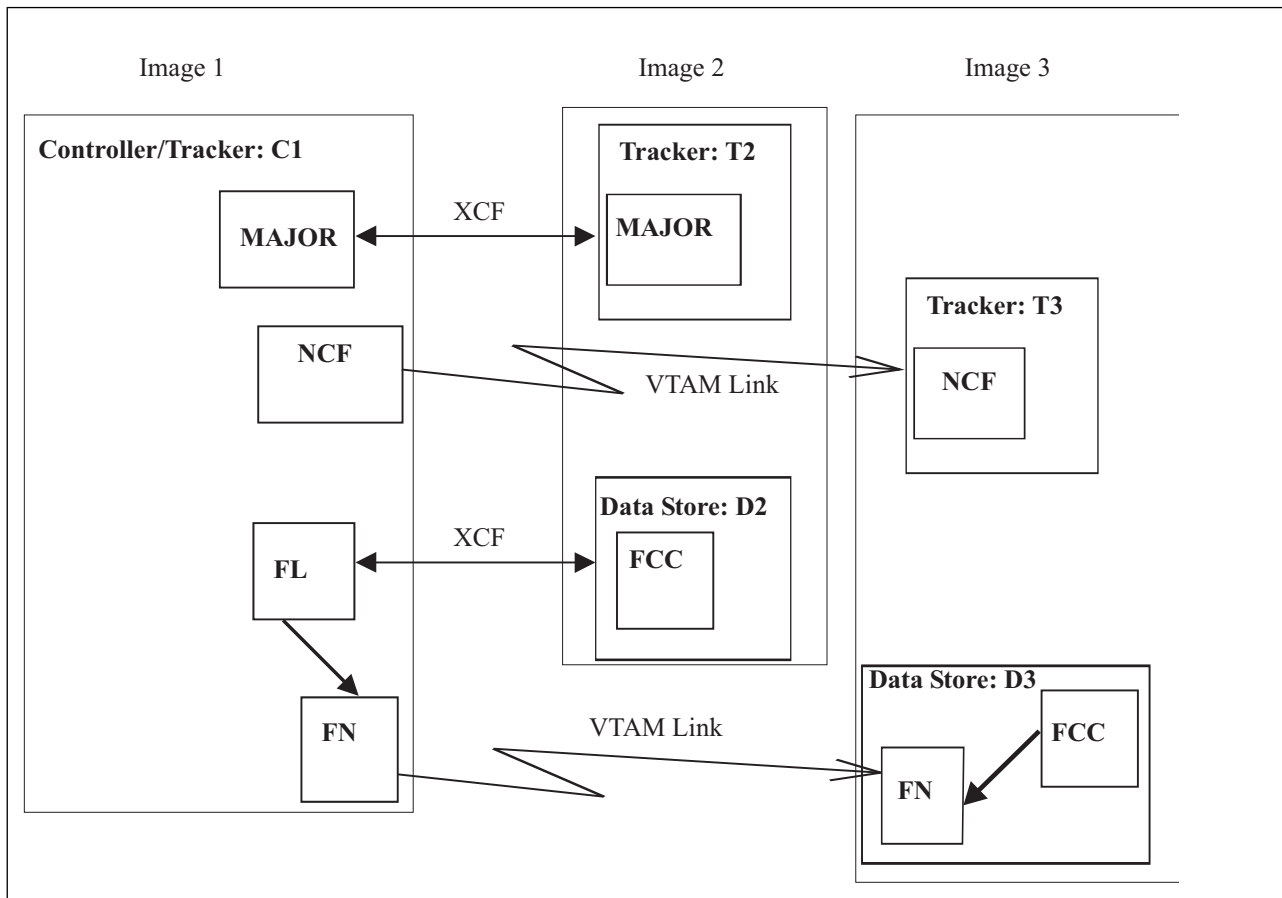 Image 1
Image 2
Image 3
Controller/Tracker: C1
Tracker: T2
XCF
MAJOR
MAJOR
Tracker: T3
NCF
VTAM Link
NCF
Data Store: D2
XCF
FL
FCC
Data Store: D3
FN
VTAM Link
FCC
FN